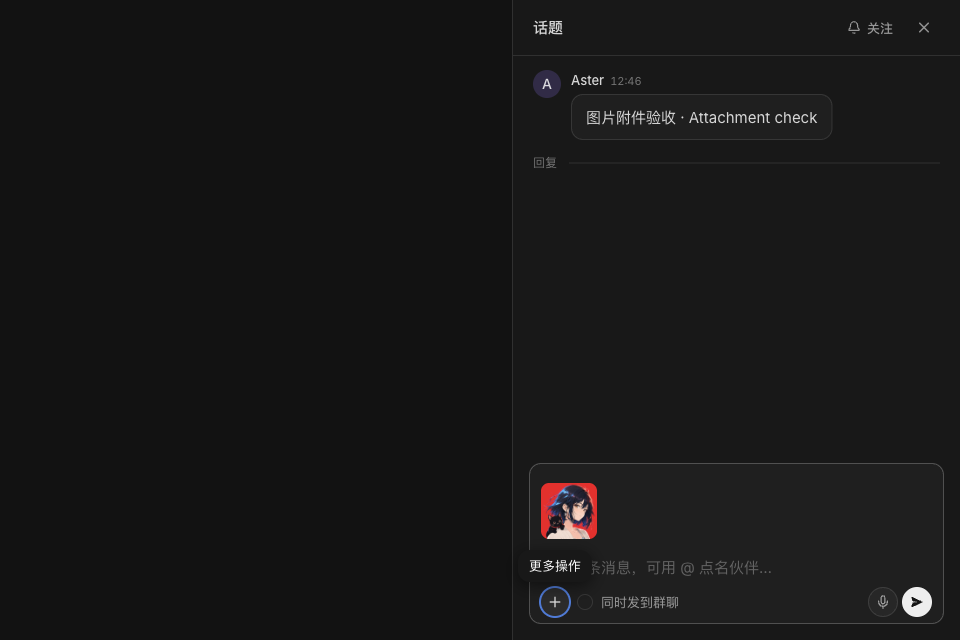 话题
关注
A
Aster 12:46
图片附件验收 · Attachment check
回复
更多操作
条消息，可用 @ 点名伙伴...
同时发到群聊